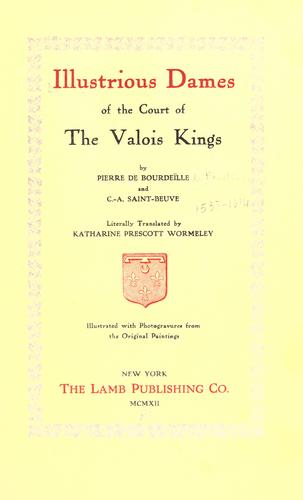 Illustrious Dames
of the Court of
The Valois Kings
by
PIERRE DE BOURDEÏLLE
and
C.-A. SAINT-BEUVE
Literally Translated by
KATHARINE PRESCOTT WORMELEY
Illustrated with Photogravures from
the Original Paintings
NEW YORK
THE LAMB PUBLISHING CO.
MCMXII